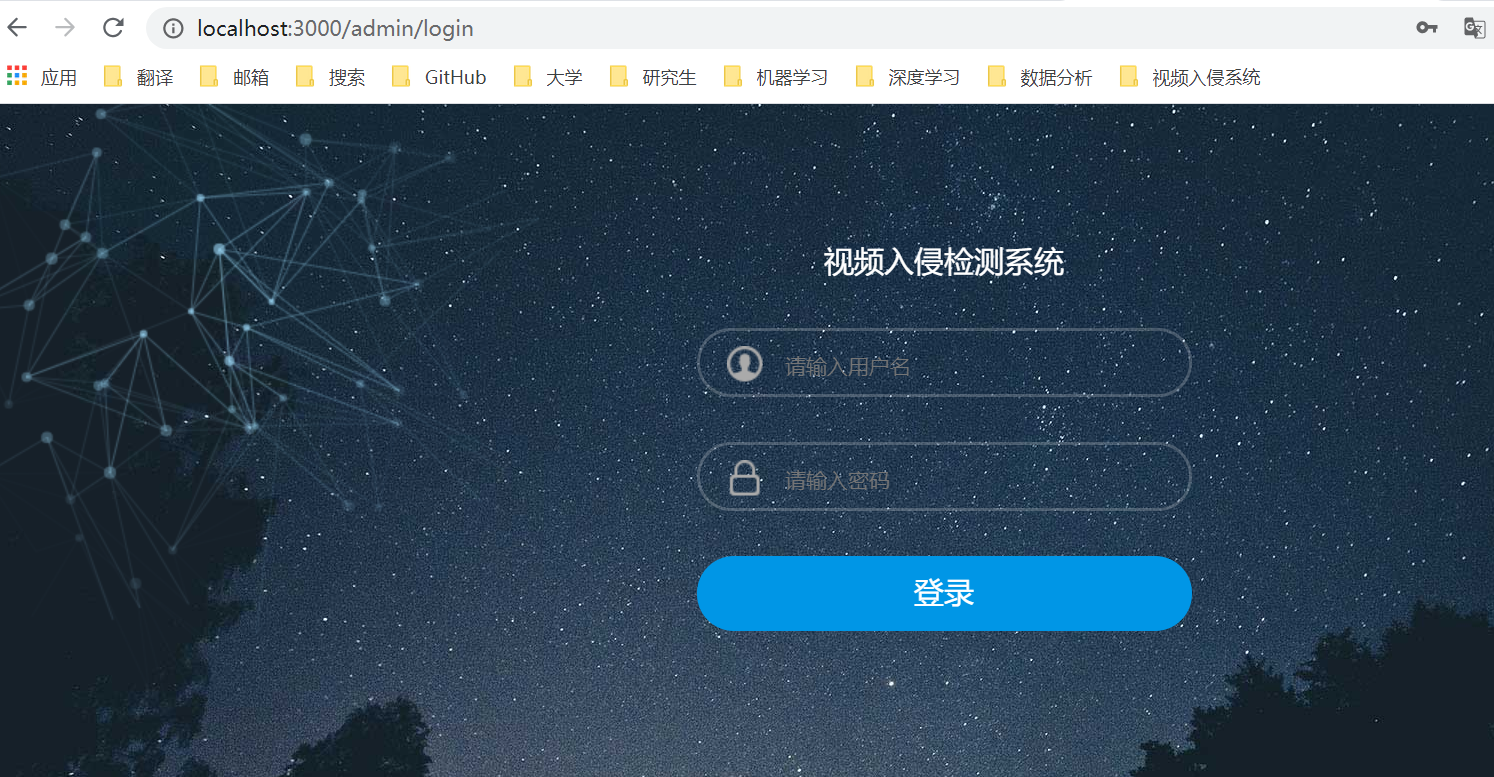 localhost:3000/admin/login
应用 翻译 邮箱 搜索 GitHub 大学 研究生 机器学习 深度学习 数据分析 视频入侵系统
视频入侵检测系统
请输入用户名
请输入密码
登录